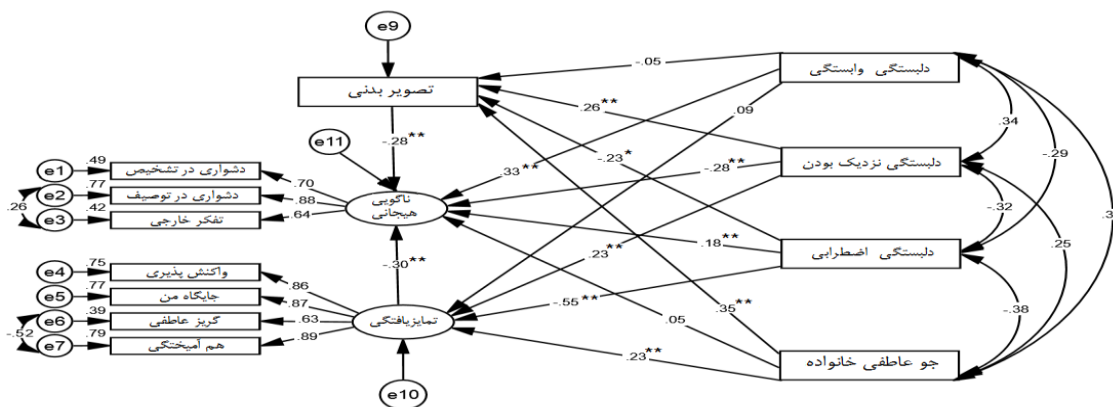 e9
تصویر بدنی
-.05
دلبستگی وابستگی
.26**
.09
.34
-.28**
e11
-.23*
e1
.49
دشواری در تشخیص
.70
.33**
-.28**
دلبستگی نزدیک بودن
-.29
e2
.77
دشواری در توصیف
.88
ناگویی
هیجانی
.26
e3
.42
تفکر خارجی
.64
-.32
.3
.18**
.23**
دلبستگی اضطرابی
.25
-.30**
e4
.75
واکنش پذیری
.86
e5
.77
جایگاه من
.87
-.55**
.35**
-.38
e6
.39
گریز عاطفی
.63
تمایزیافتگی
.05
-.52
e7
.79
هم آمیختگی
.89
.23**
جو عاطفی خانواده
e10